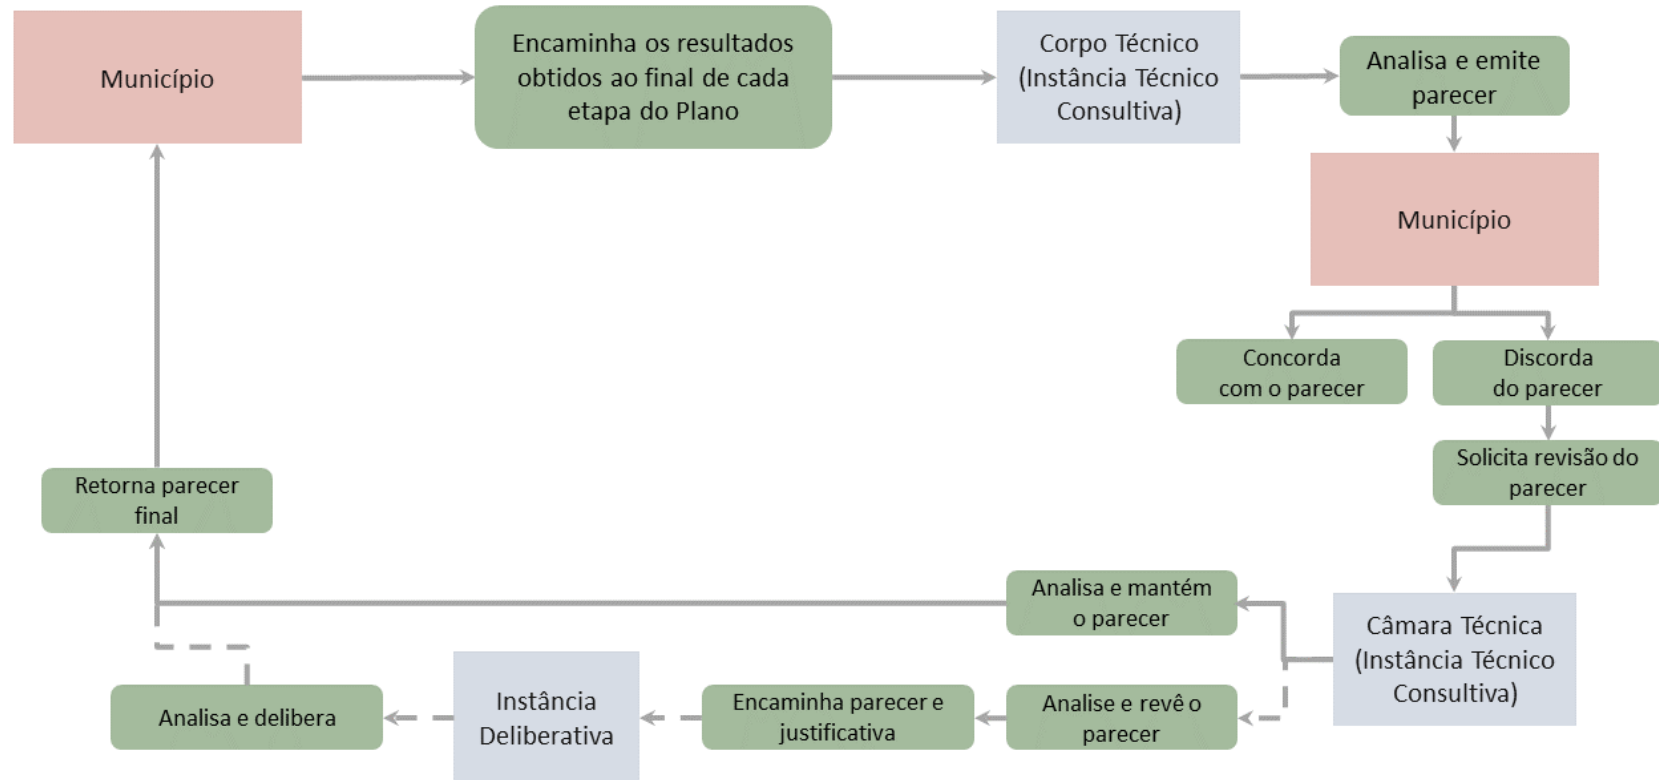 Município
Encaminha os resultados
obtidos ao final de cada
etapa do Plano
Corpo Técnico
(Instância Técnico
Consultiva)
Analisa e emite
parecer
Município
Concorda
com o parecer
Discorda
do parecer
Solicita revisão do
parecer
Câmara Técnica
(Instância Técnico
Consultiva)
Analisa e mantém
o parecer
Analise e revê o
parecer
Encaminha parecer e
justificativa
Instância
Deliberativa
Analisa e delibera
Retorna parecer
final